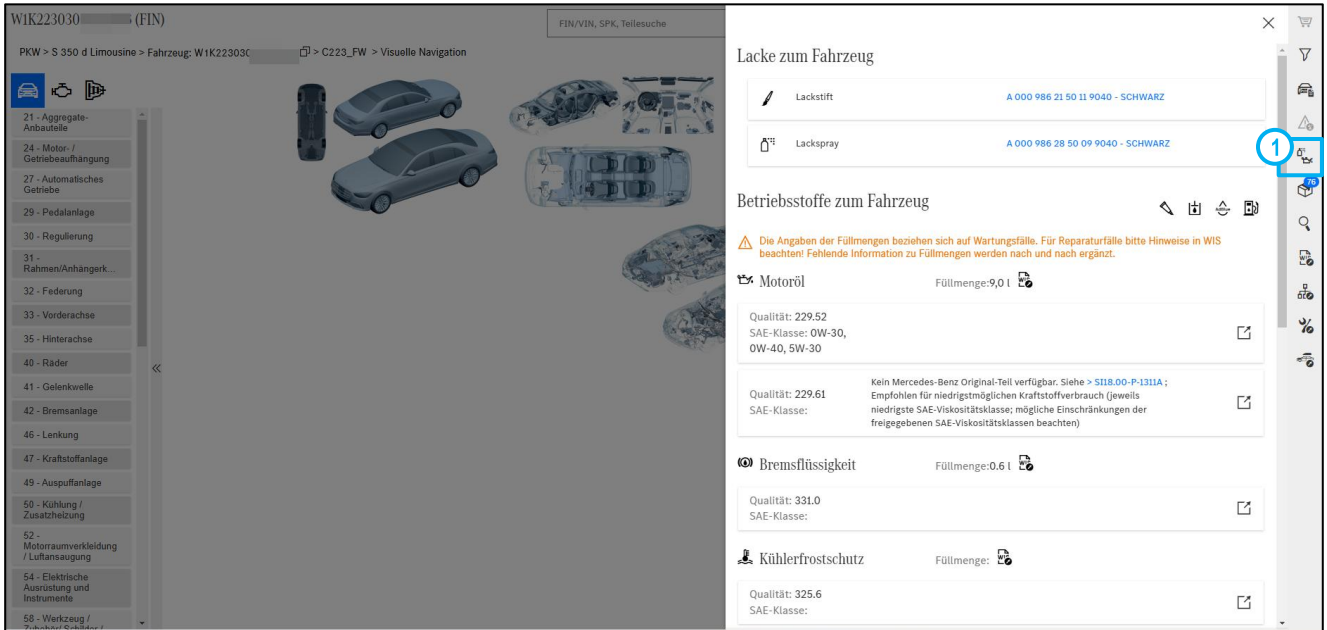 W1K223030 (FIN)
FIN/VIN, SPK, Teilesuche
PKW > S 350 d Limousine > Fahrzeug: W1K223030 > C223_FW > Visuelle Navigation
21 - Aggregate-
Anbauteile
24 - Motor- /
Getriebeaufhängung
27 - Automatisches
Getriebe
29 - Pedalanlage
30 - Regulierung
31 -
Rahmen/Anhängerk...
32 - Federung
33 - Vorderachse
35 - Hinterachse
40 - Räder
41 - Gelenkwelle
42 - Bremsanlage
46 - Lenkung
47 - Kraftstoffanlage
49 - Auspuffanlage
50 - Kühlung /
Zusatzheizung
52 -
Motorraumverkleidung
/ Luftansaugung
54 - Elektrische
Ausrüstung und
Instrumente
58 - Werkzeug /
Zubehör/ Schilder /
«
Lacke zum Fahrzeug
Lackstift A 000 986 21 50 11 9040 - SCHWARZ
Lackspray A 000 986 28 50 09 9040 - SCHWARZ
Betriebsstoffe zum Fahrzeug
Die Angaben der Füllmengen beziehen sich auf Wartungsfälle. Für Reparaturfälle bitte Hinweise in WIS
beachten! Fehlende Information zu Füllmengen werden nach und nach ergänzt.
Motoröl Füllmenge:9,0 l WIS
Qualität: 229.52
SAE-Klasse: 0W-30,
0W-40, 5W-30
Qualität: 229.61
SAE-Klasse:
Kein Mercedes-Benz Original-Teil verfügbar. Siehe > SI18.00-P-1311A ;
Empfohlen für niedrigstmöglichen Kraftstoffverbrauch (jeweils
niedrigste SAE-Viskositätsklasse; mögliche Einschränkungen der
freigegebenen SAE-Viskositätsklassen beachten)
Bremsflüssigkeit Füllmenge:0.6 l WIS
Qualität: 331.0
SAE-Klasse:
Kühlerfrostschutz Füllmenge: WIS
Qualität: 325.6
SAE-Klasse:
1
76
WIS